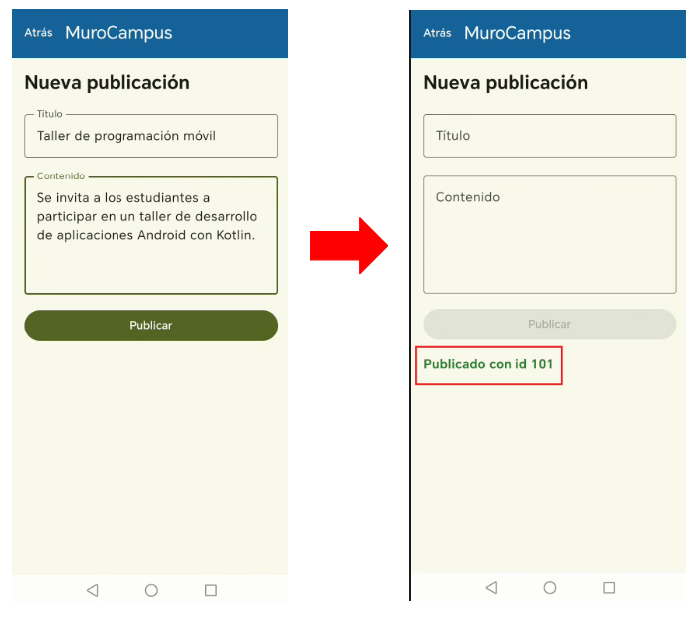 Atrás MuroCampus
Nueva publicación
Título
Taller de programación móvil
Contenido
Se invita a los estudiantes a
participar en un taller de desarrollo
de aplicaciones Android con Kotlin.
Publicar
Atrás MuroCampus
Nueva publicación
Título
Contenido
Publicar
Publicado con id 101